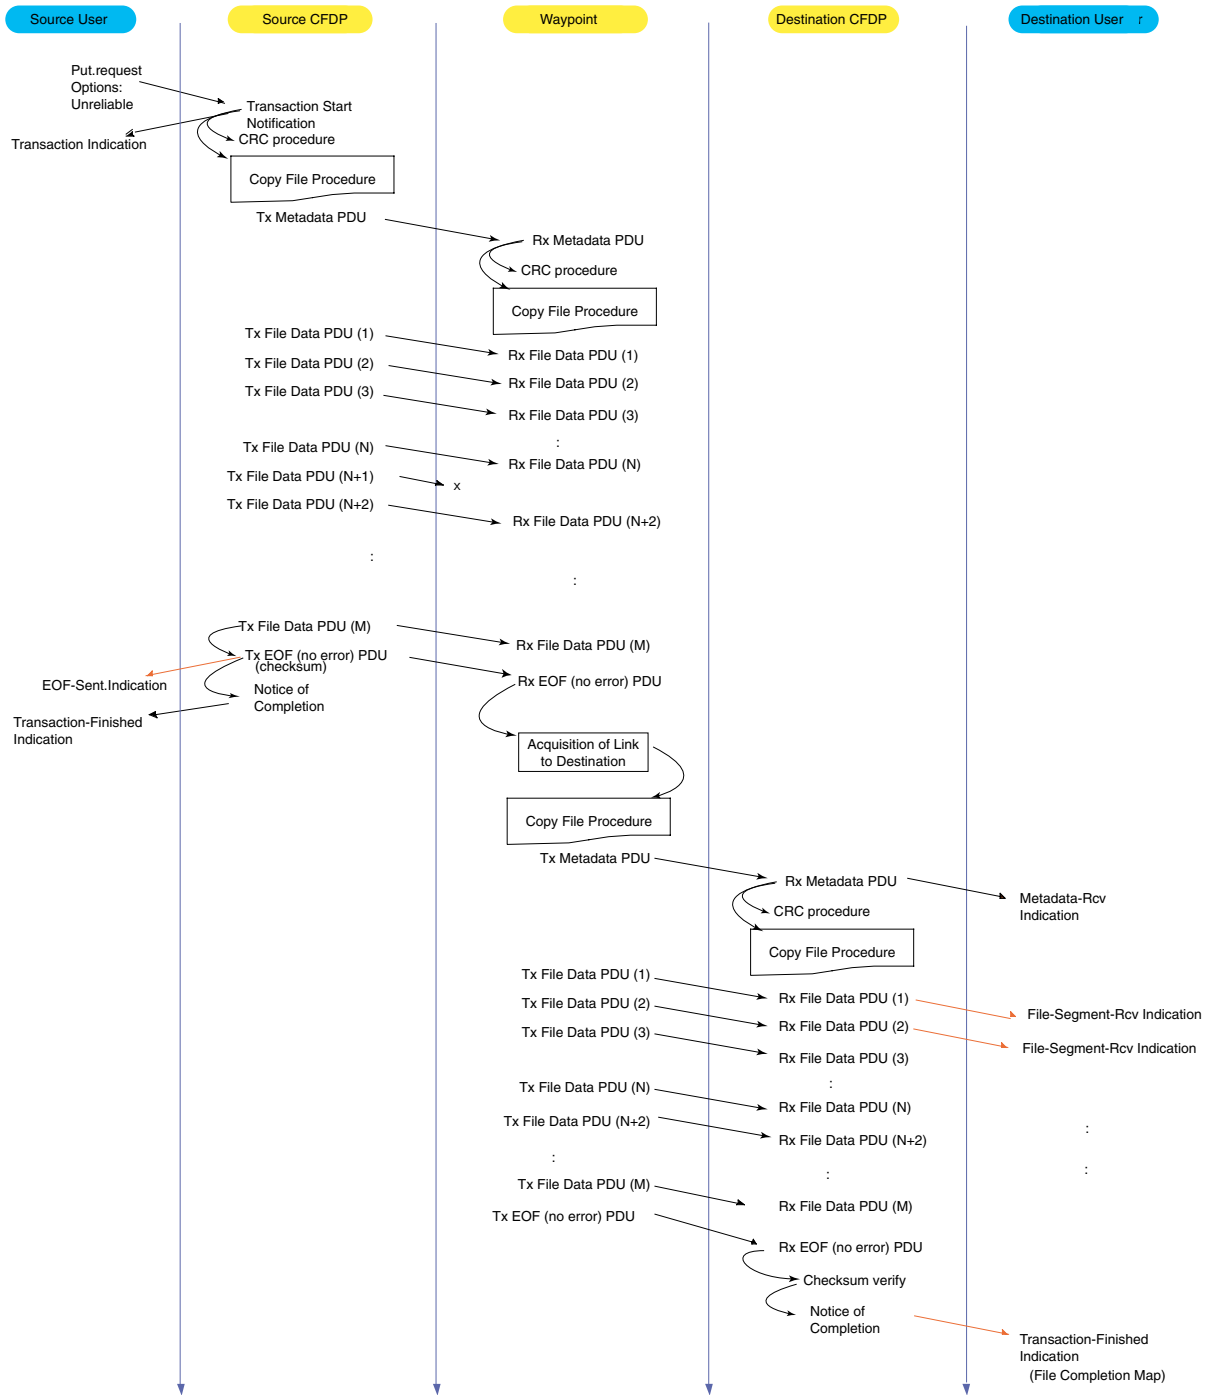 Source User
Source CFDP
Waypoint
Destination CFDP
Destination User r
Put.request
Options:
Unreliable
Transaction Start
Notification
CRC procedure
Transaction Indication
Copy File Procedure
Tx Metadata PDU
Rx Metadata PDU
CRC procedure
Copy File Procedure
Tx File Data PDU (1)
Rx File Data PDU (1)
Tx File Data PDU (2)
Rx File Data PDU (2)
Tx File Data PDU (3)
Rx File Data PDU (3)
:
Tx File Data PDU (N)
Rx File Data PDU (N)
Tx File Data PDU (N+1)
x
Tx File Data PDU (N+2)
Rx File Data PDU (N+2)
:
:
Tx File Data PDU (M)
Rx File Data PDU (M)
Tx EOF (no error) PDU
(checksum)
Rx EOF (no error) PDU
EOF-Sent.Indication
Notice of
Completion
Transaction-Finished
Indication
Acquisition of Link
to Destination
Copy File Procedure
Tx Metadata PDU
Rx Metadata PDU
Metadata-Rcv
Indication
CRC procedure
Copy File Procedure
Tx File Data PDU (1)
Rx File Data PDU (1)
File-Segment-Rcv Indication
Tx File Data PDU (2)
Rx File Data PDU (2)
File-Segment-Rcv Indication
Tx File Data PDU (3)
Rx File Data PDU (3)
:
Tx File Data PDU (N)
Rx File Data PDU (N)
Tx File Data PDU (N+2)
Rx File Data PDU (N+2)
:
:
:
:
Tx File Data PDU (M)
Rx File Data PDU (M)
Tx EOF (no error) PDU
Rx EOF (no error) PDU
Checksum verify
Notice of
Completion
Transaction-Finished
Indication
(File Completion Map)